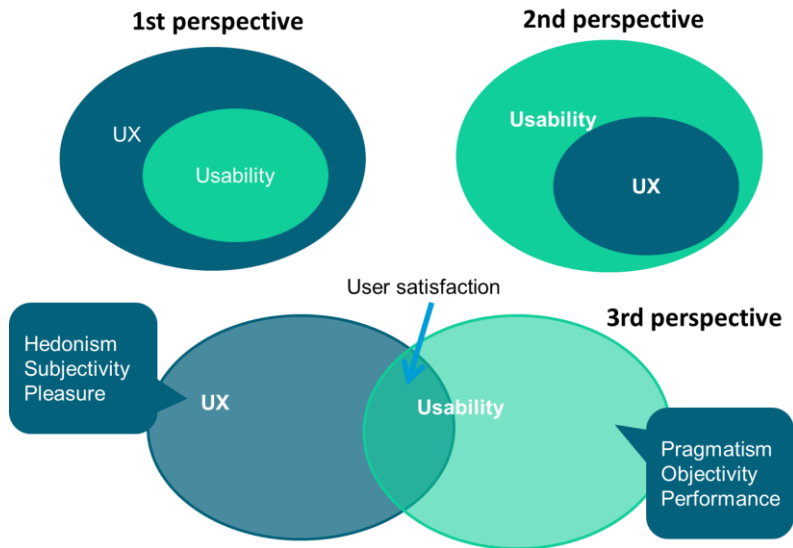 1st perspective
2nd perspective
UX
Usability
Usability
UX
User satisfaction
3rd perspective
Hedonism
Subjectivity
Pleasure
UX
Usability
Pragmatism
Objectivity
Performance